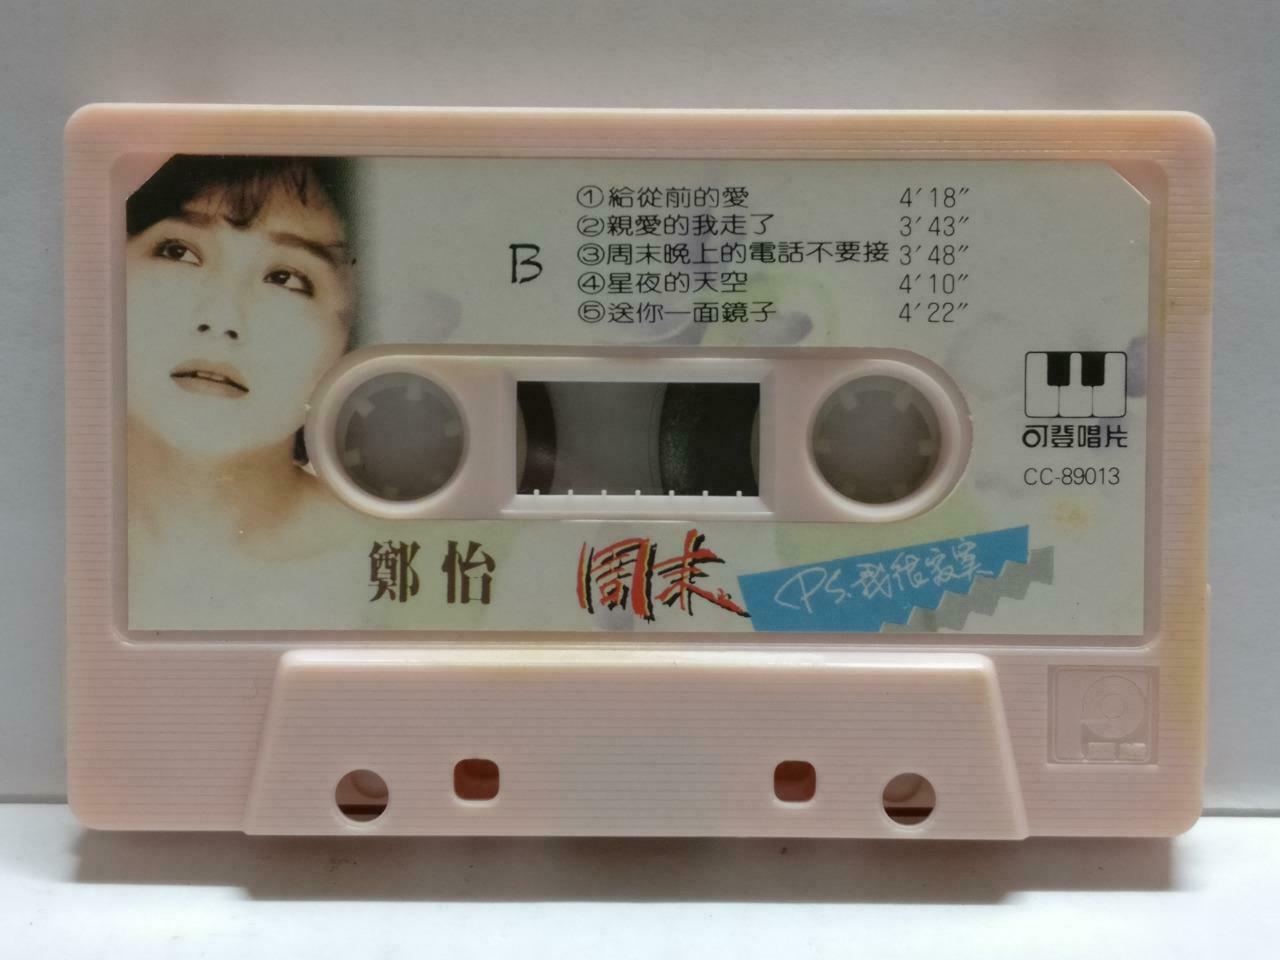 B
①給從前的愛 4′18″
②親愛的我走了 3′43″
③周末晚上的電話不要接 3′48″
④星夜的天空 4′10″
⑤送你一面鏡子 4′22″
可登唱片
CC-89013
鄭怡
周末
P.S.我很寂寞